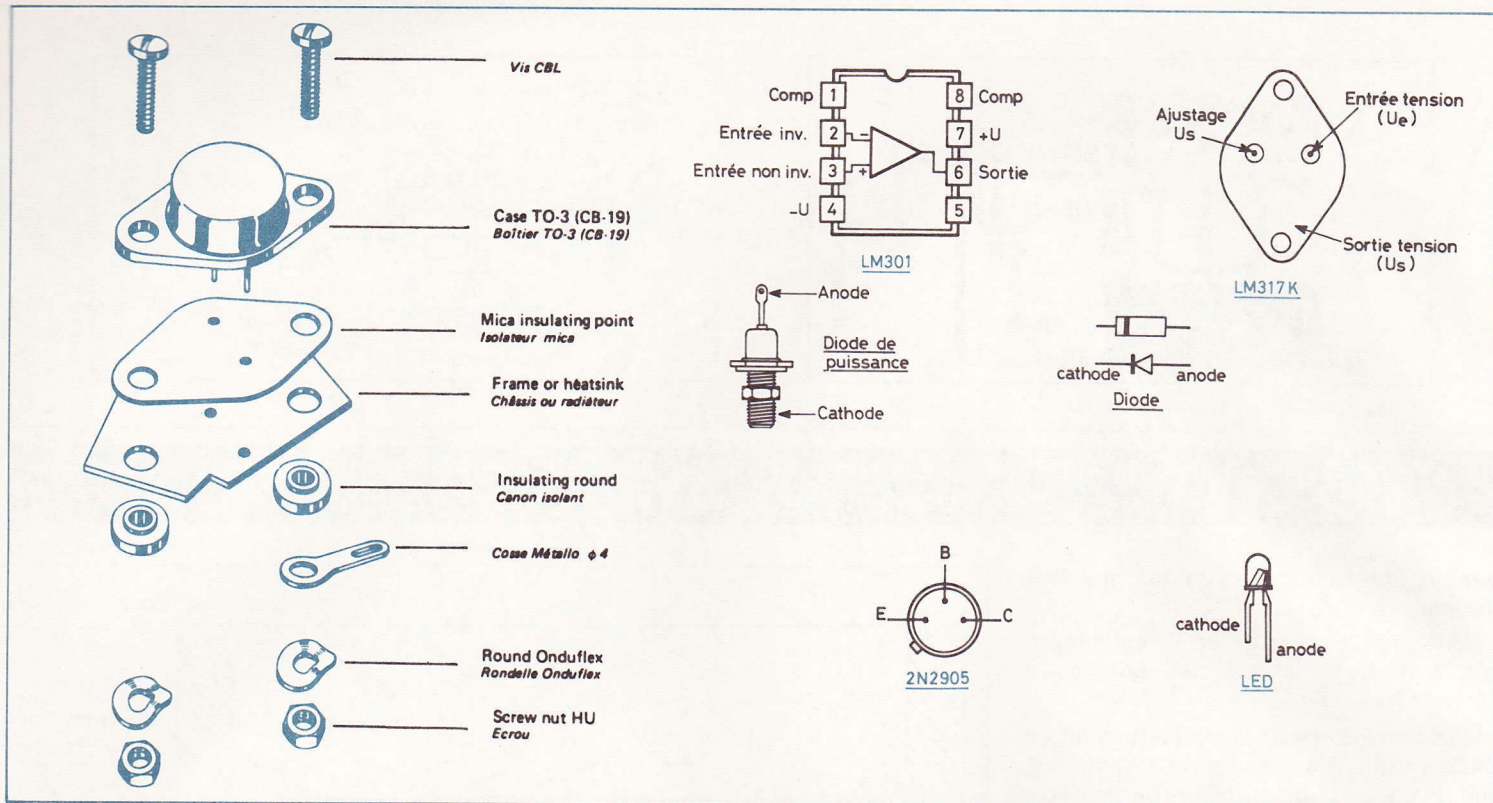 Vis CBL
Case TO-3 (CB-19)
Boîtier TO-3 (CB-19)
Mica insulating point
Isolateur mica
Frame or heatsink
Châssis ou radiateur
Insulating round
Canon isolant
Cosse Métallo φ 4
Round Onduflex
Rondelle Onduflex
Screw nut HU
Ecrou
Comp 1 8 Comp
Entrée inv. 2 - 7 +U
Entrée non inv. 3 + 6 Sortie
-U 4 5
LM301
Ajustage
Us
Entrée tension
(Ue)
Sortie tension
(Us)
LM317K
Anode
Diode de
puissance
Cathode
cathode anode
Diode
B
E C
2N2905
cathode
anode
LED